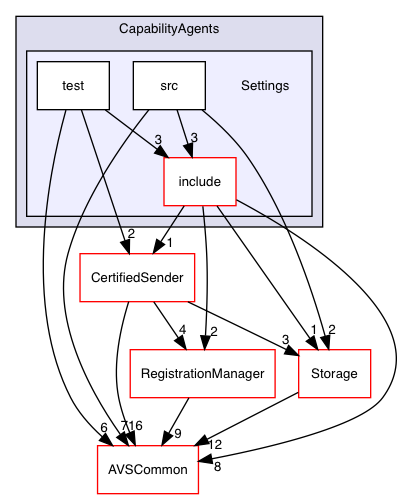 CapabilityAgents
test
src
Settings
3
3
include
2
1
CertifiedSender
4
2
3
1
2
RegistrationManager
Storage
6
7
16
9
12
8
AVSCommon